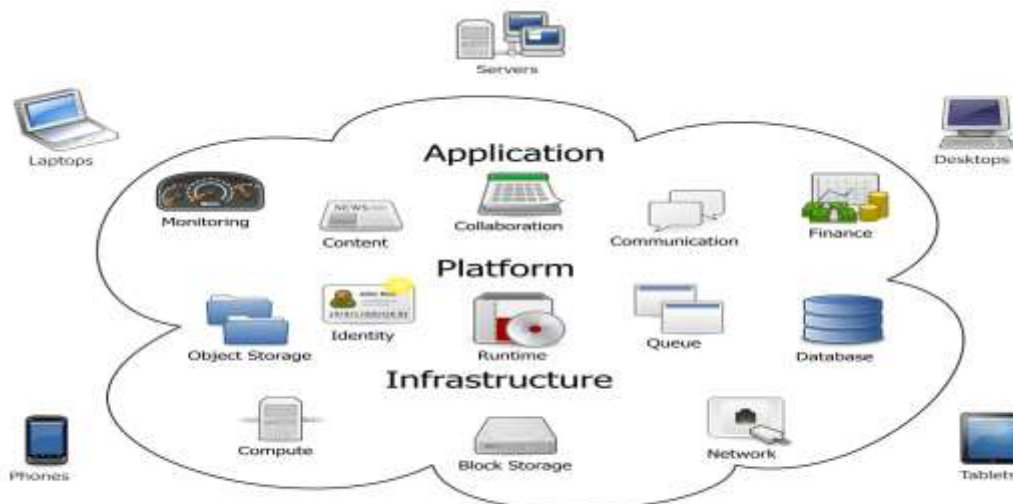 Servers
Laptops
Desktops
Application
Monitoring
NEWS
Content
Collaboration
Communication
Finance
Platform
Object Storage
Identity
Runtime
Queue
Database
Infrastructure
Compute
Block Storage
Network
Phones
Tablets